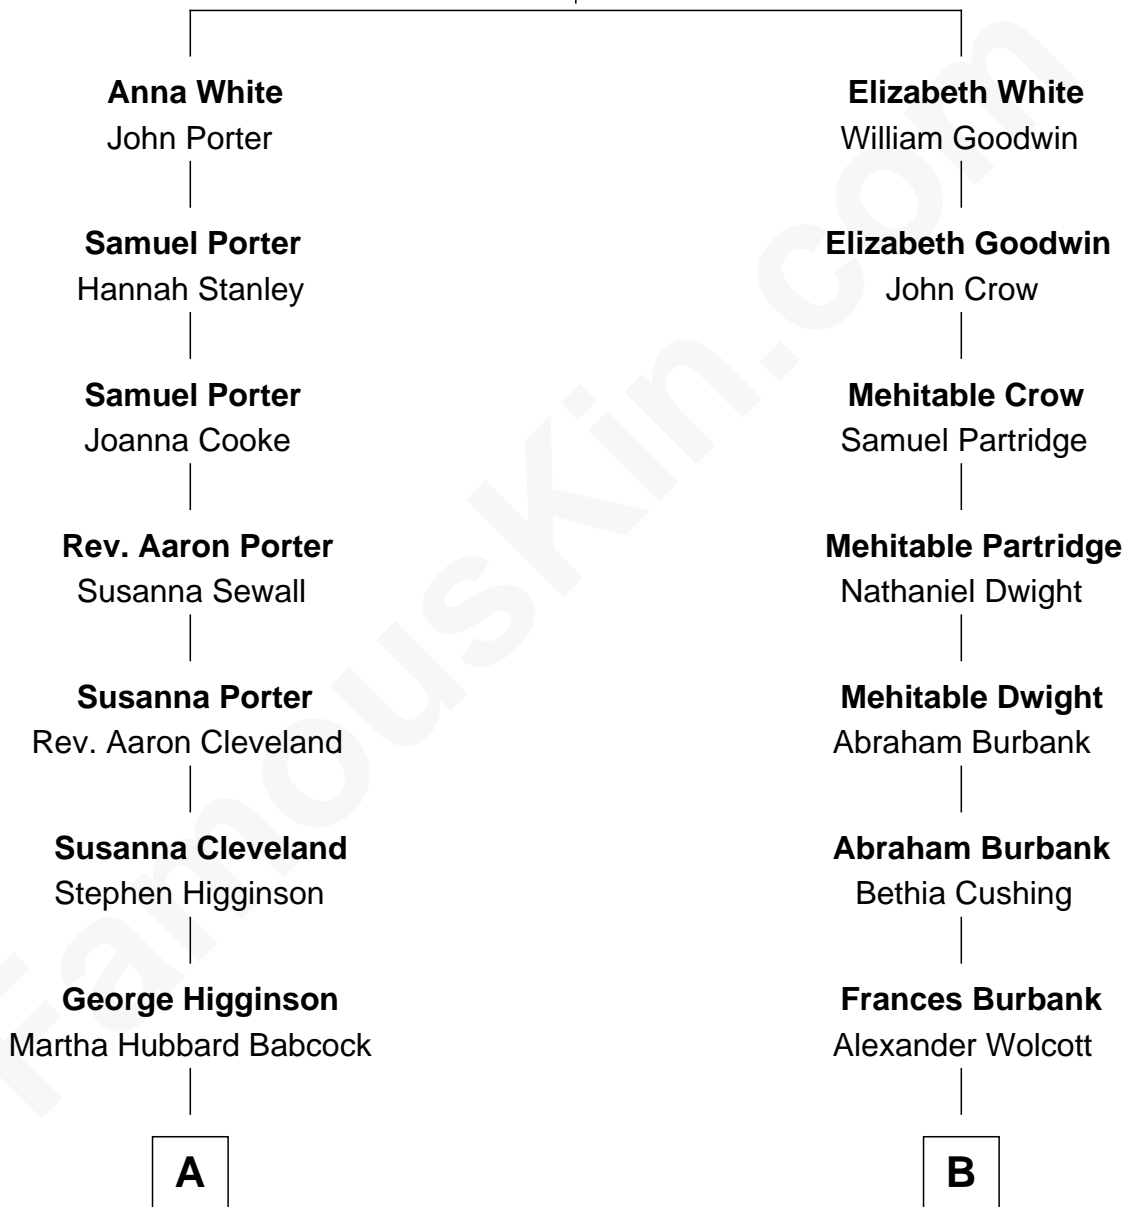 Anna White
John Porter
Samuel Porter
Hannah Stanley
Samuel Porter
Joanna Cooke
Rev. Aaron Porter
Susanna Sewall
Susanna Porter
Rev. Aaron Cleveland
Susanna Cleveland
Stephen Higginson
George Higginson
Martha Hubbard Babcock
A
Elizabeth White
William Goodwin
Elizabeth Goodwin
John Crow
Mehitable Crow
Samuel Partridge
Mehitable Partridge
Nathaniel Dwight
Mehitable Dwight
Abraham Burbank
Abraham Burbank
Bethia Cushing
Frances Burbank
Alexander Wolcott
B
FamousKin.com